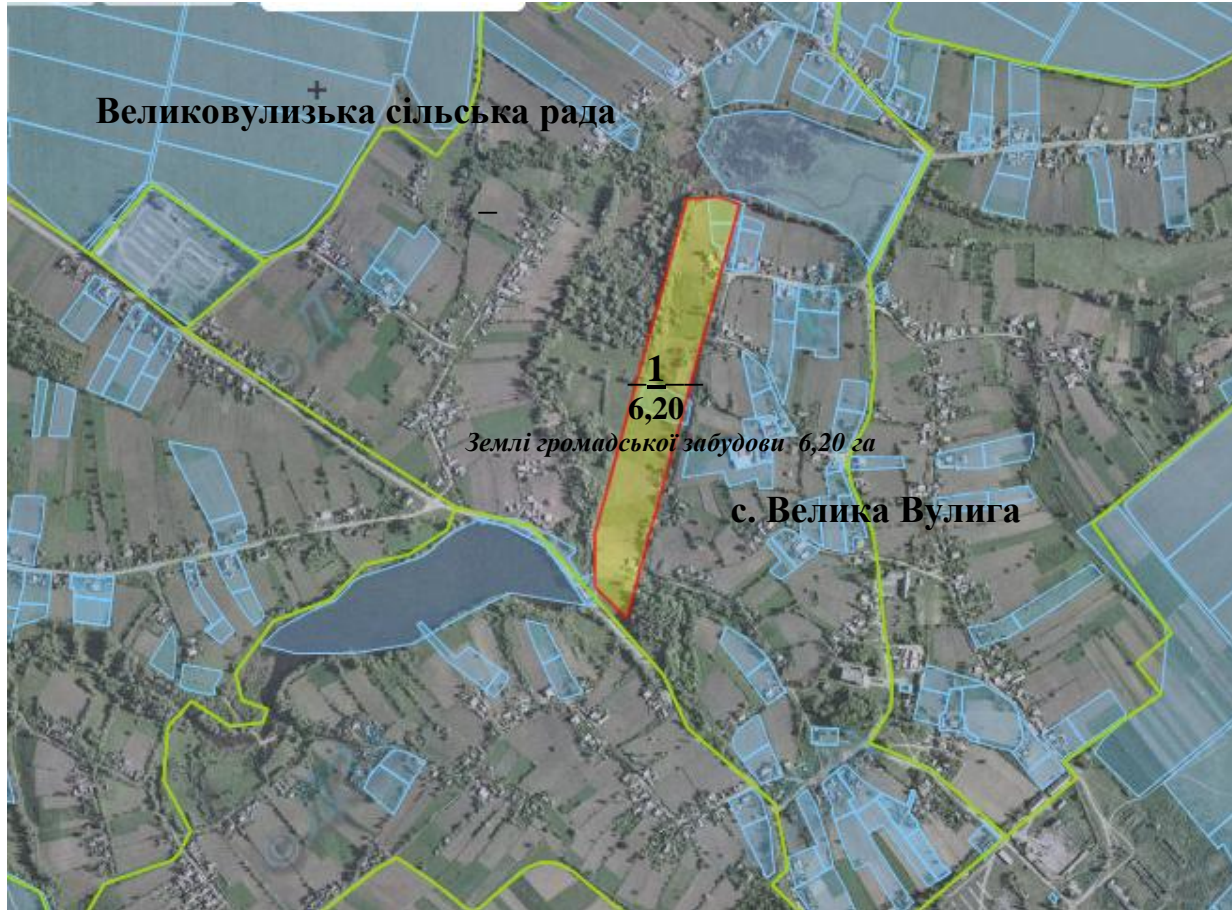 Великовулизька сільська рада
1
6,20
Землі громадської забудови 6,20 га
с. Велика Вулига